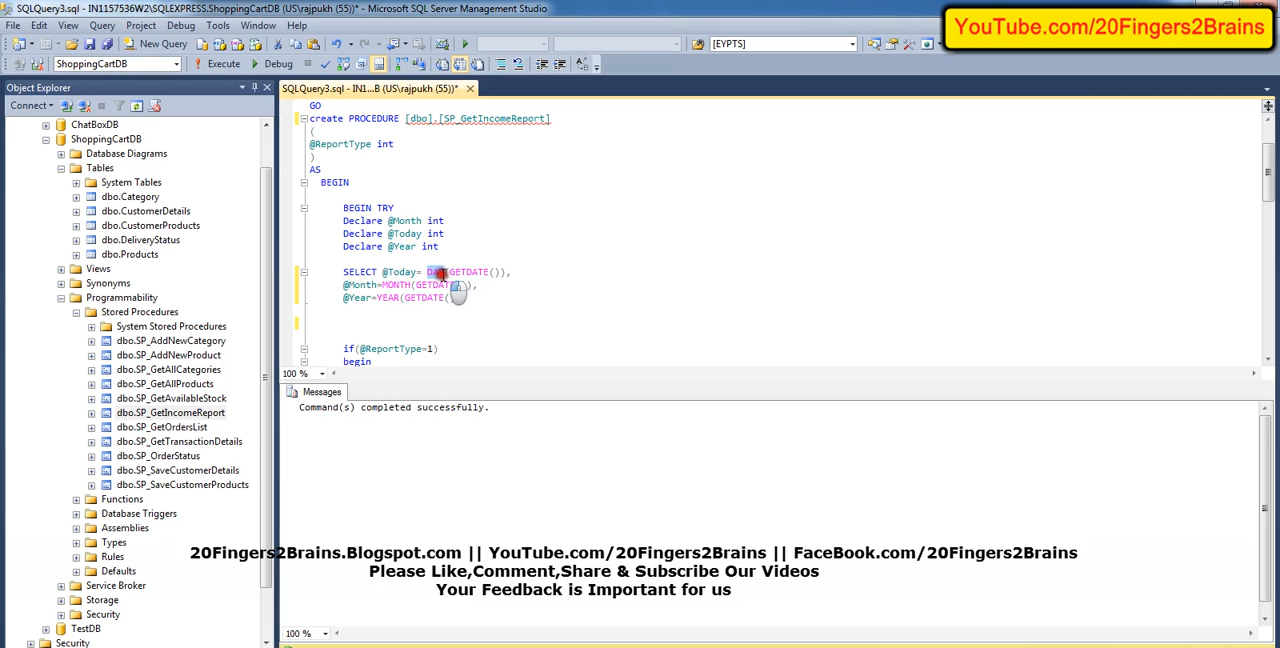 SQLQuery3.sql - IN1157536W2\SQLEXPRESS.ShoppingCartDB (US\rajpukh (55))* - Microsoft SQL Server Management Studio
File Edit View Query Project Debug Tools Window Help
YouTube.com/20Fingers2Brains
New Query [EYPTS]
ShoppingCartDB Execute Debug
Object Explorer
SQLQuery3.sql - IN1...B (US\rajpukh (55))*
Connect
ChatBoxDB
ShoppingCartDB
Database Diagrams
Tables
System Tables
dbo.Category
dbo.CustomerDetails
dbo.CustomerProducts
dbo.DeliveryStatus
dbo.Products
Views
Synonyms
Programmability
Stored Procedures
System Stored Procedures
dbo.SP_AddNewCategory
dbo.SP_AddNewProduct
dbo.SP_GetAllCategories
dbo.SP_GetAllProducts
dbo.SP_GetAvailableStock
dbo.SP_GetIncomeReport
dbo.SP_GetOrdersList
dbo.SP_GetTransactionDetails
dbo.SP_OrderStatus
dbo.SP_SaveCustomerDetails
dbo.SP_SaveCustomerProducts
Functions
Database Triggers
Assemblies
Types
Rules
Defaults
Service Broker
Storage
Security
TestDB
Security
GO
create PROCEDURE [dbo].[SP_GetIncomeReport]
(
@ReportType int
)
AS
BEGIN
BEGIN TRY
Declare @Month int
Declare @Today int
Declare @Year int
SELECT @Today= GETDATE()),
@Month=MONTH(GETDATE()),
@Year=YEAR(GETDATE(
if(@ReportType=1)
begin
100 %
Messages
Command(s) completed successfully.
20Fingers2Brains.Blogspot.com || YouTube.com/20Fingers2Brains || FaceBook.com/20Fingers2Brains
Please Like,Comment,Share & Subscribe Our Videos
Your Feedback is Important for us
100 %